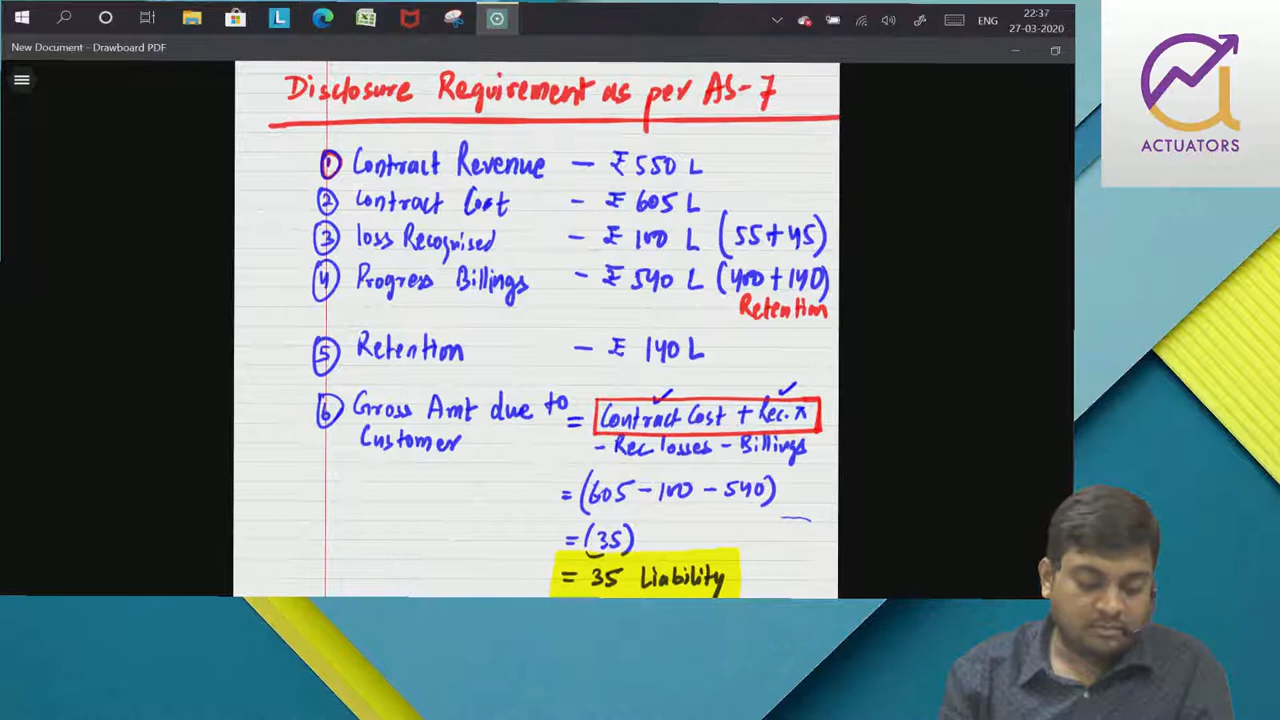 22:37
ENG
27-03-2020
New Document - Drawboard PDF
ACTUATORS
Disclosure Requirement as per AS-7
① Contract Revenue - ₹ 550 L
② Contract Cost - ₹ 605 L
③ loss Recognised - ₹ 100 L (55+45)
④ Progress Billings - ₹ 540 L (400+140)
Retention
⑤ Retention - ₹ 140 L
⑥ Gross Amt due to Customer = Contract Cost + Rec. π
- Rec losses - Billings
= (605 - 100 - 540)
= (35)
= 35 Liability